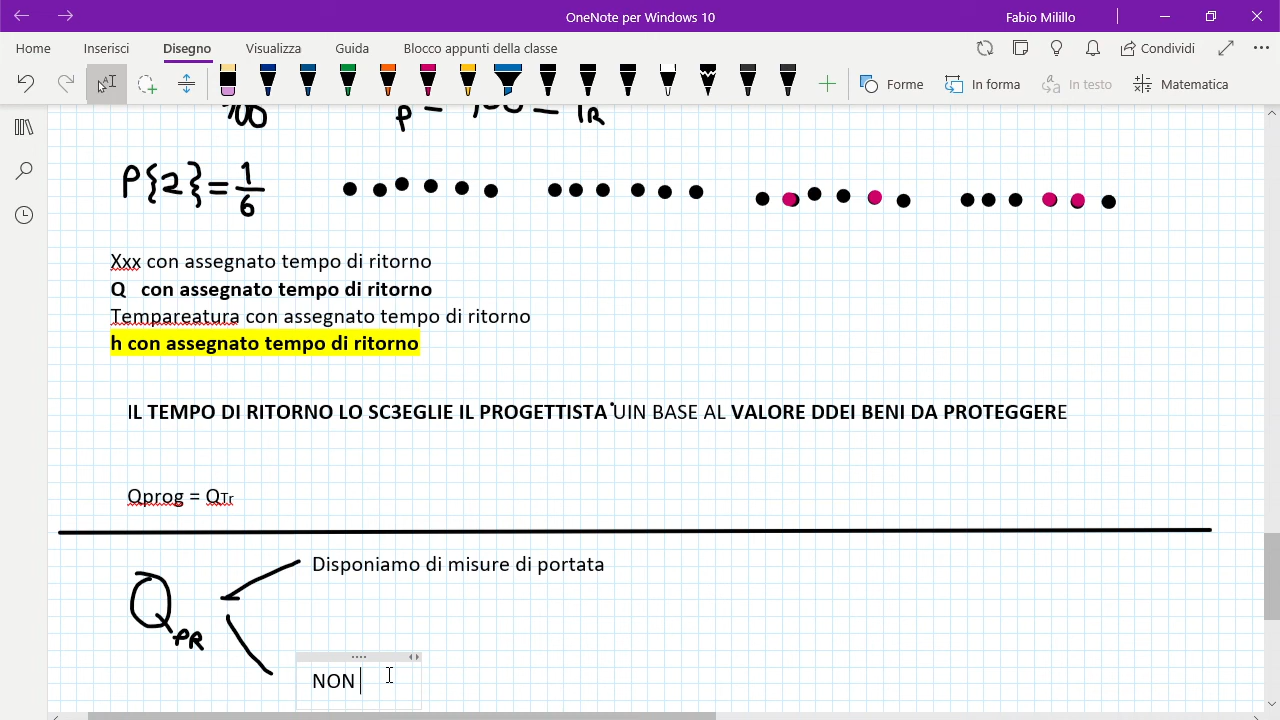 OneNote per Windows 10
Fabio Milillo
Home Inserisci Disegno Visualizza Guida Blocco appunti della classe
Condividi
Forme In forma In testo Matematica
100 P = 100 - TR
P{2} = 1/6
Xxx con assegnato tempo di ritorno
Q con assegnato tempo di ritorno
Tempareatura con assegnato tempo di ritorno
h con assegnato tempo di ritorno
IL TEMPO DI RITORNO LO SC3EGLIE IL PROGETTISTA UIN BASE AL VALORE DDEI BENI DA PROTEGGERE
Qprog = QTr
Disponiamo di misure di portata
QPR
NON